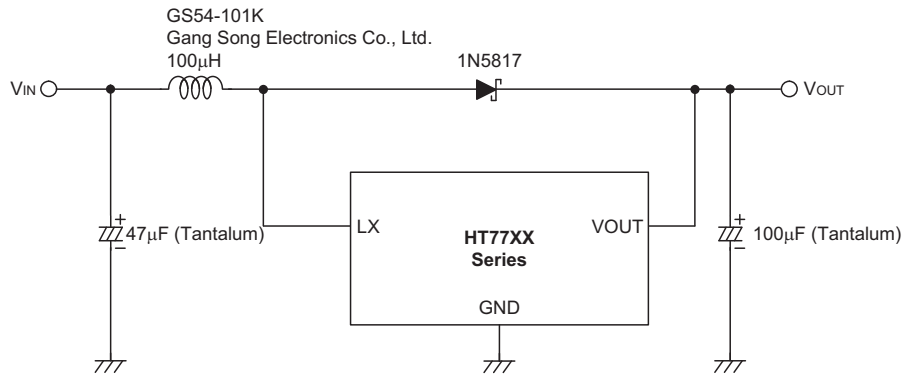 GS54-101K
Gang Song Electronics Co., Ltd.
100μH
1N5817
VIN
VOUT
+
47μF (Tantalum)
−
LX
HT77XX
Series
VOUT
GND
+
100μF (Tantalum)
−